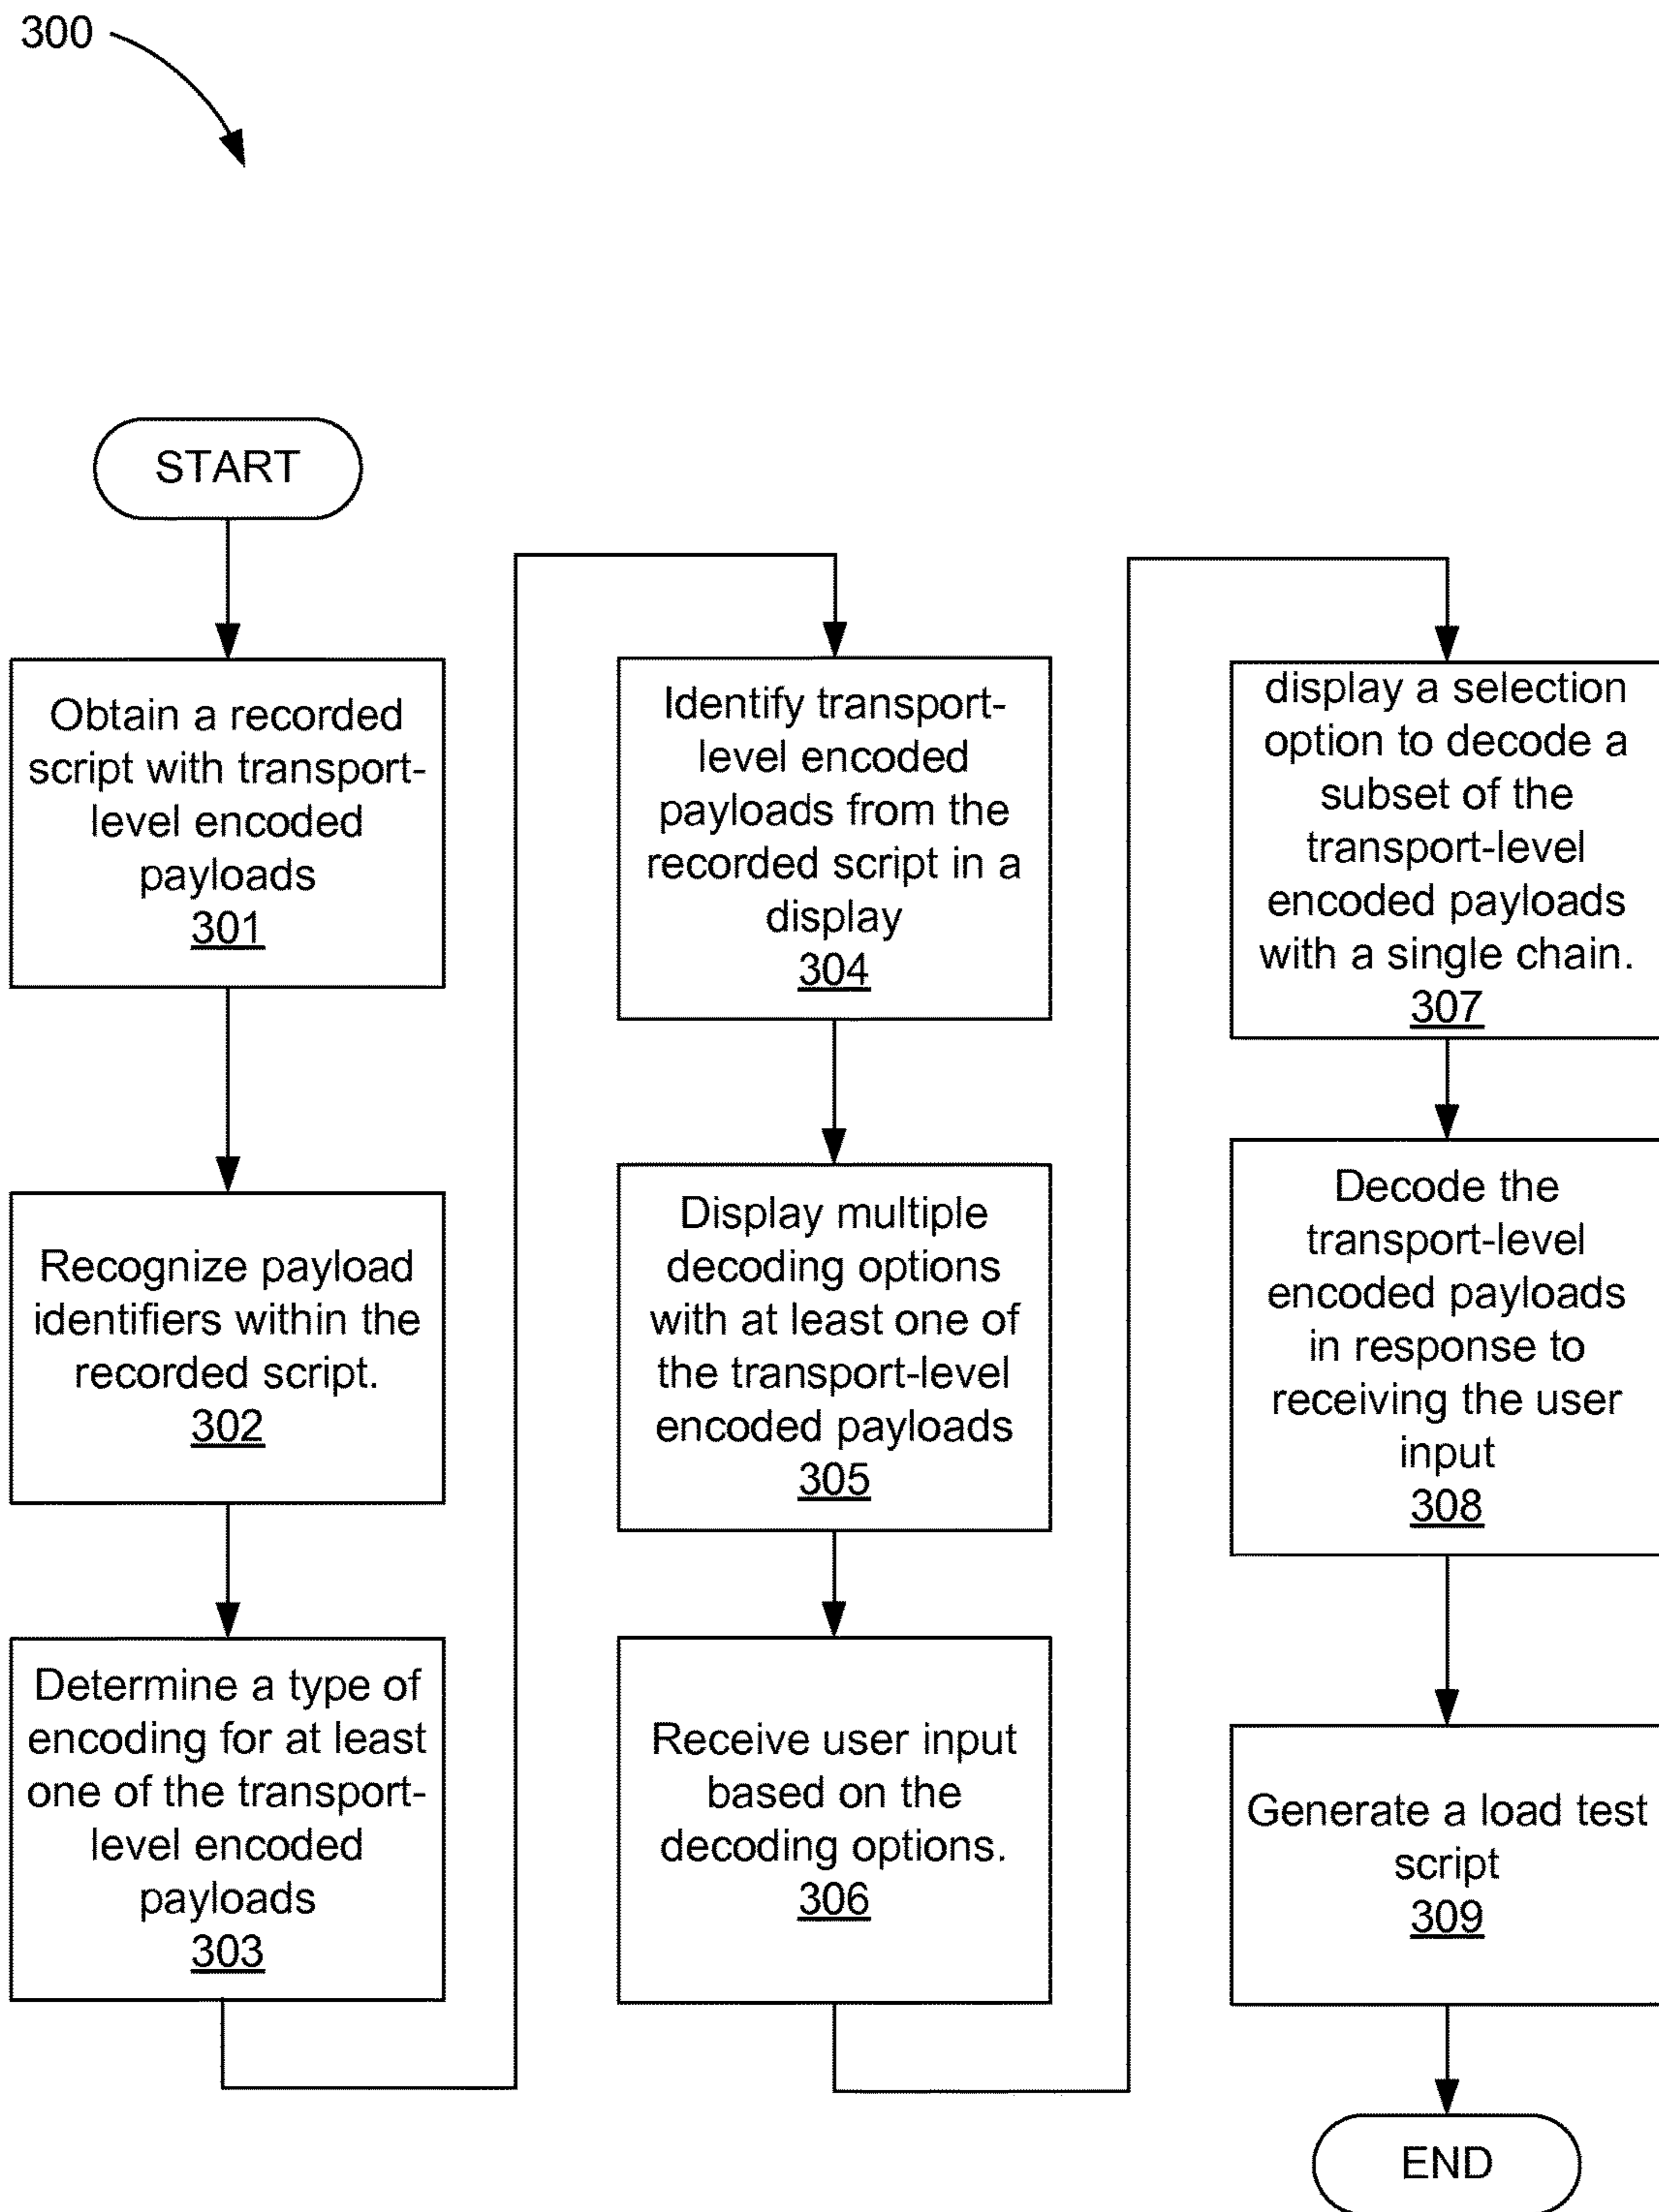 300
START
Obtain a recorded
script with transport-
level encoded
payloads
301
Recognize payload
identifiers within the
recorded script.
302
Determine a type of
encoding for at least
one of the transport-
level encoded
payloads
303
Identify transport-
level encoded
payloads from the
recorded script in a
display
304
Display multiple
decoding options
with at least one of
the transport-level
encoded payloads
305
Receive user input
based on the
decoding options.
306
display a selection
option to decode a
subset of the
transport-level
encoded payloads
with a single chain.
307
Decode the
transport-level
encoded payloads
in response to
receiving the user
input
308
Generate a load test
script
309
END